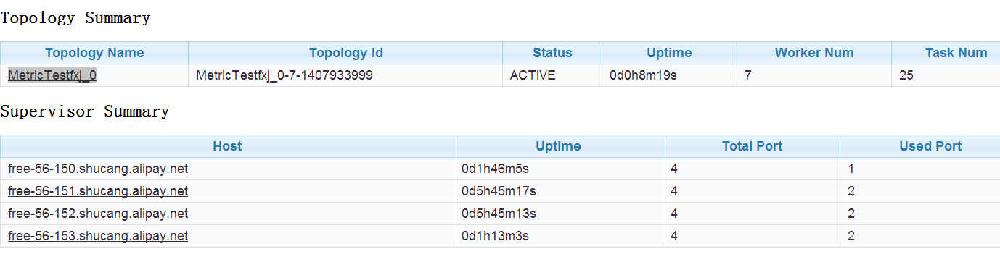 Topology Summary
Topology Name Topology Id Status Uptime Worker Num Task Num
MetricTestfxj_0 MetricTestfxj_0-7-1407933999 ACTIVE 0d0h8m19s 7 25
Supervisor Summary
Host Uptime Total Port Used Port
free-56-150.shucang.alipay.net 0d1h46m5s 4 1
free-56-151.shucang.alipay.net 0d5h45m17s 4 2
free-56-152.shucang.alipay.net 0d5h45m13s 4 2
free-56-153.shucang.alipay.net 0d1h13m3s 4 2